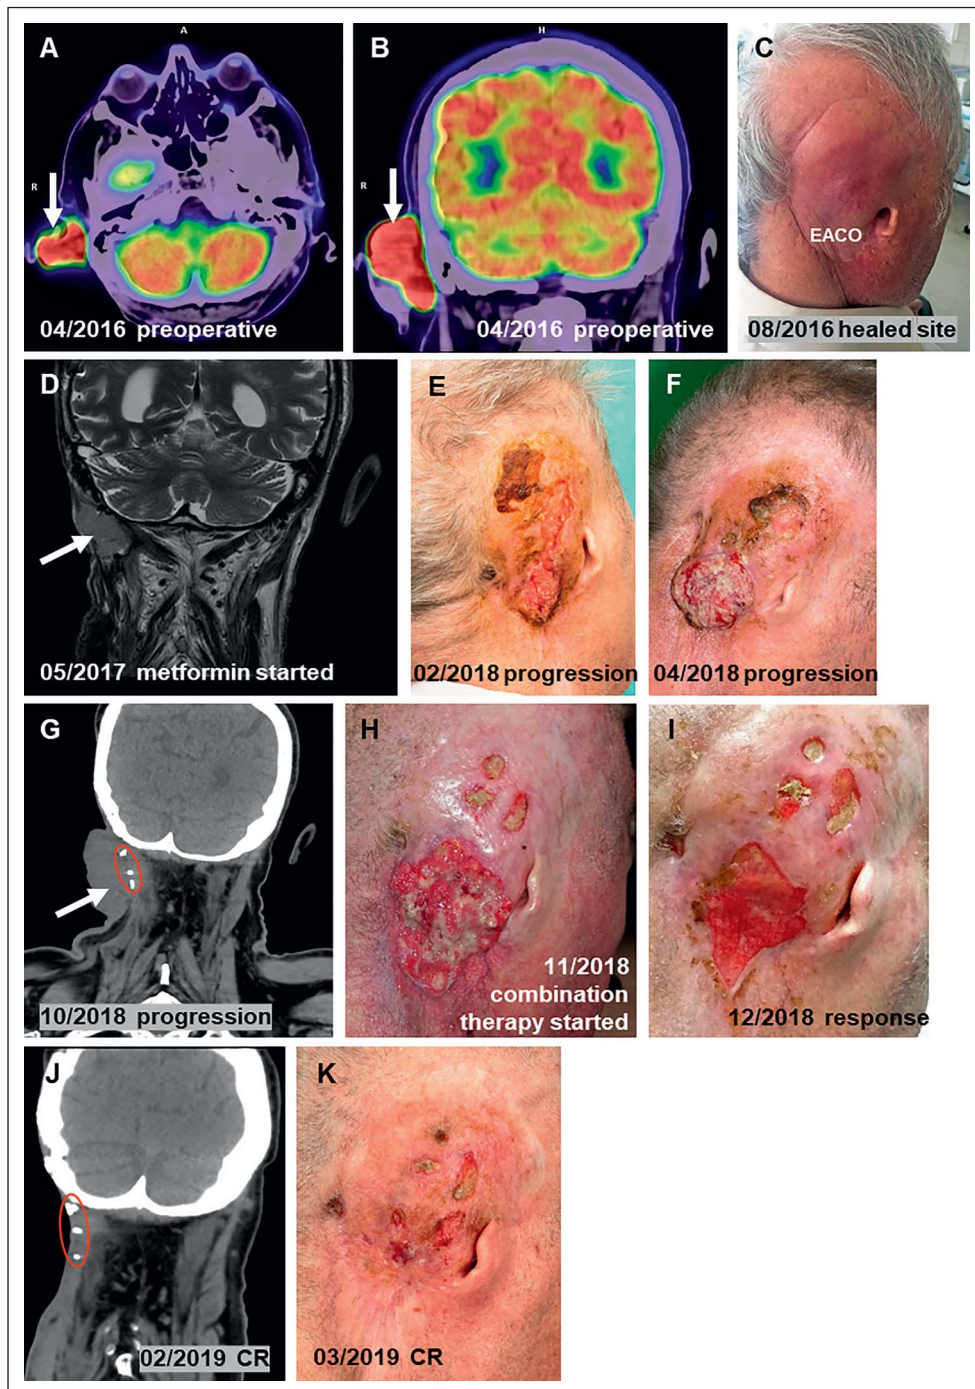 A
A
R
04/2016 preoperative
B
H
R
04/2016 preoperative
C
EACO
08/2016 healed site
D
05/2017 metformin started
E
02/2018 progression
F
04/2018 progression
G
10/2018 progression
H
11/2018
combination
therapy started
I
12/2018 response
J
02/2019 CR
K
03/2019 CR